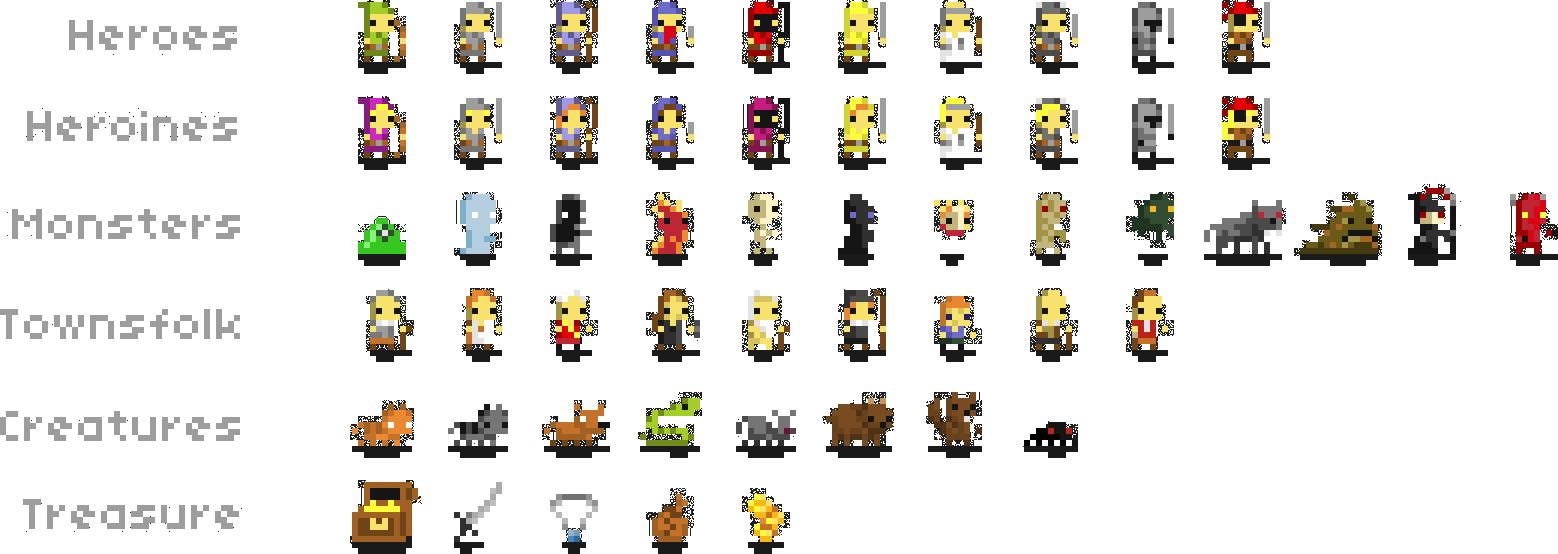 Heroes
Heroines
Monsters
Townsfolk
Creatures
Treasure